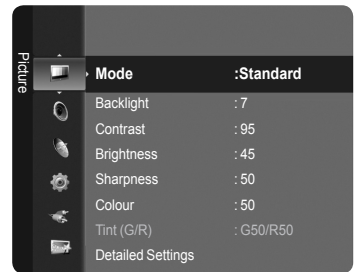 Picture
Mode :Standard
Backlight : 7
Contrast : 95
Brightness : 45
Sharpness : 50
Colour : 50
Tint (G/R) : G50/R50
Detailed Settings